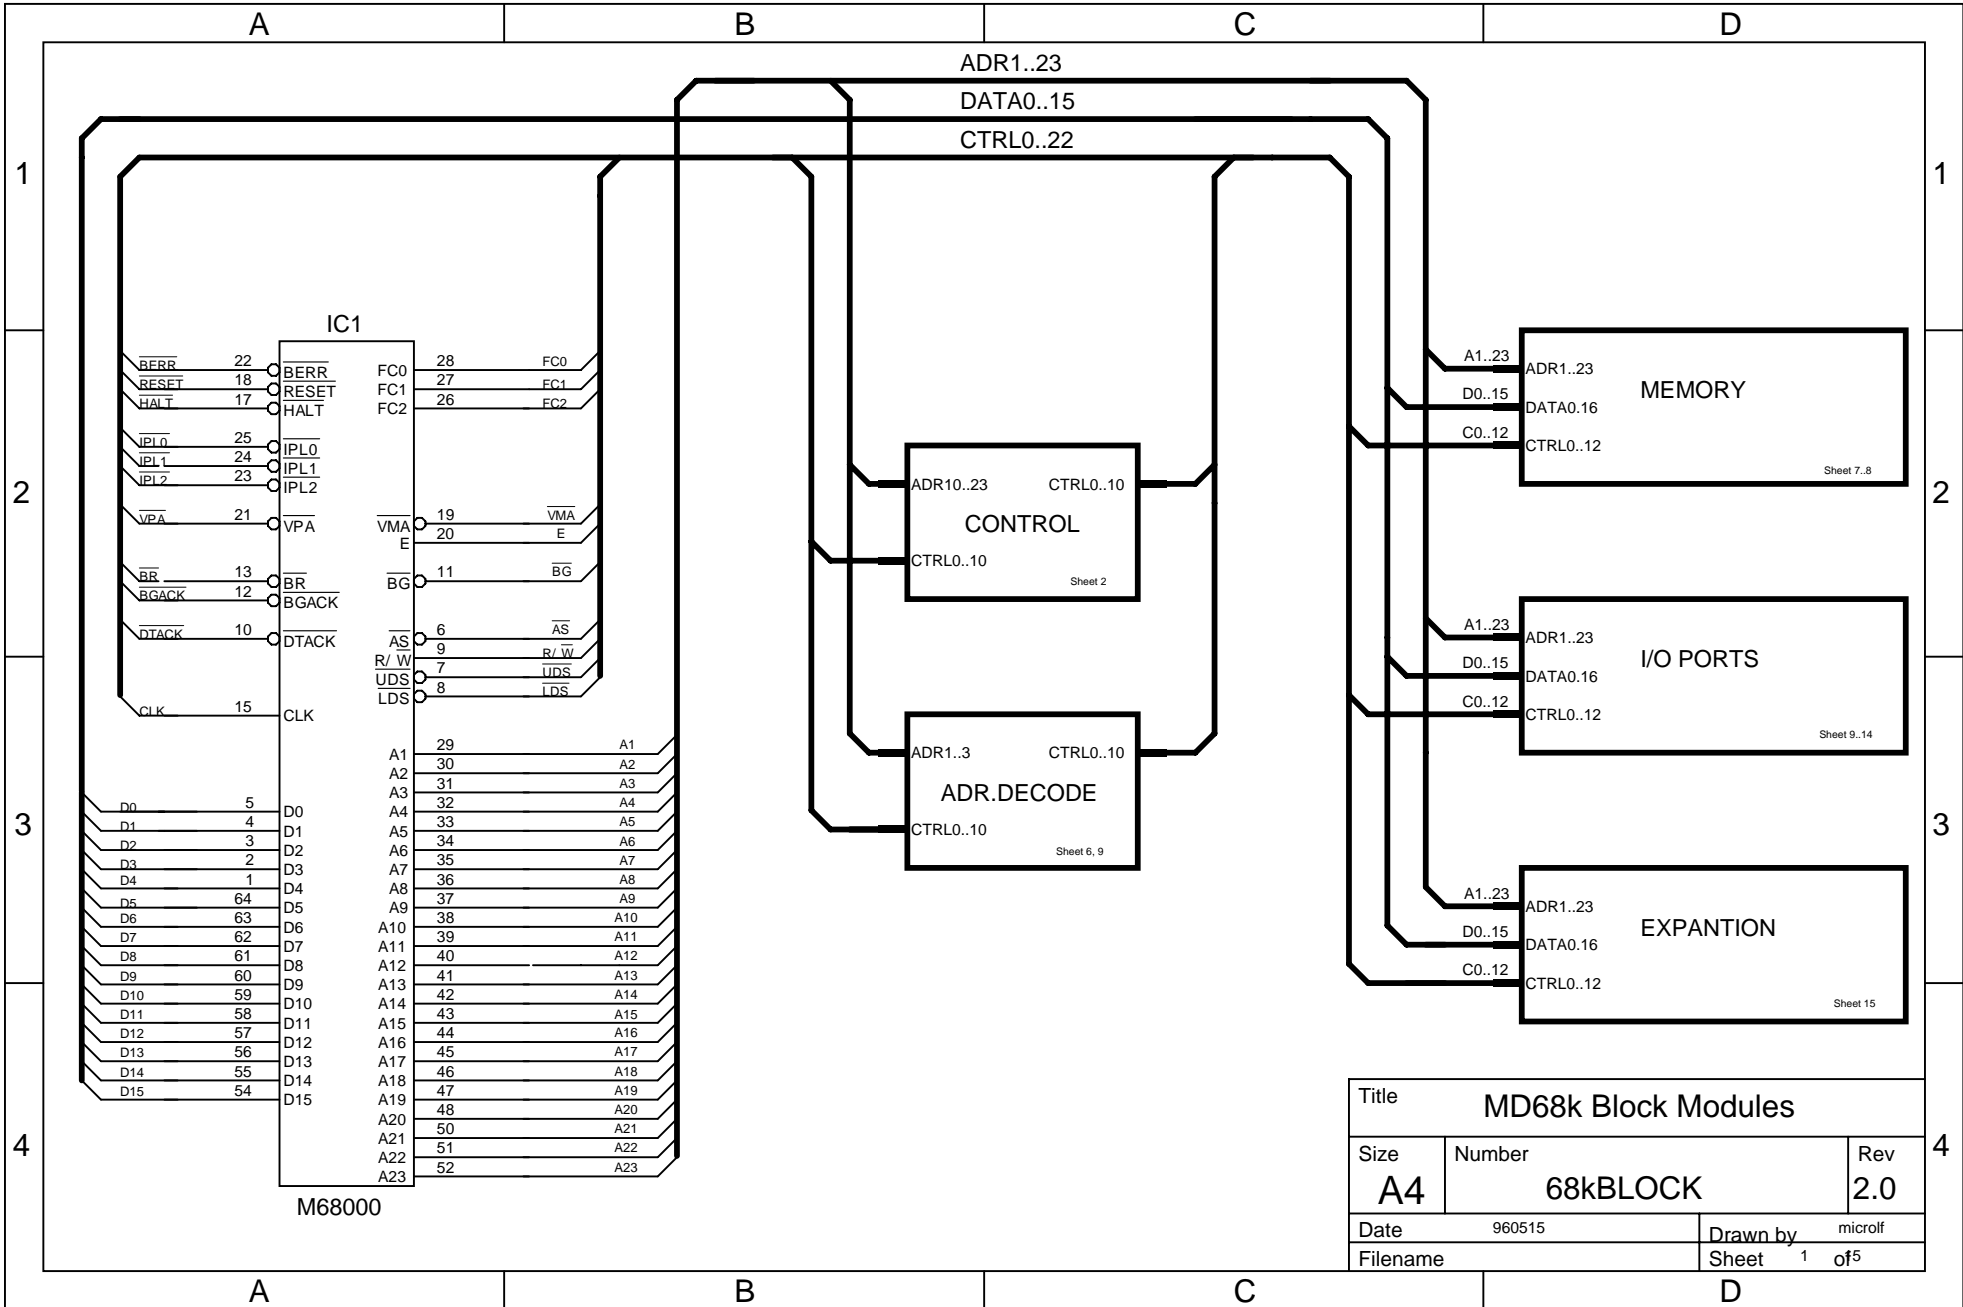 A B C D
ADR1..23
DATA0..15
CTRL0..22
1 1
IC1
BERR 22 BERR FC0 28 FC0
RESET 18 RESET FC1 27 FC1
HALT 17 HALT FC2 26 FC2
IPL0 25 IPL0
IPL1 24 IPL1
IPL2 23 IPL2
VPA 21 VPA VMA 19 VMA
E 20 E
BR 13 BR BG 11 BG
BGACK 12 BGACK
DTACK 10 DTACK AS 6 AS
R/ W 9 R/ W
UDS 7 UDS
LDS 8 LDS
CLK 15 CLK
A1 29 A1
A2 30 A2
A3 31 A3
D0 5 D0 A4 32 A4
D1 4 D1 A5 33 A5
D2 3 D2 A6 34 A6
D3 2 D3 A7 35 A7
D4 1 D4 A8 36 A8
D5 64 D5 A9 37 A9
D6 63 D6 A10 38 A10
D7 62 D7 A11 39 A11
D8 61 D8 A12 40 A12
D9 60 D9 A13 41 A13
D10 59 D10 A14 42 A14
D11 58 D11 A15 43 A15
D12 57 D12 A16 44 A16
D13 56 D13 A17 45 A17
D14 55 D14 A18 46 A18
D15 54 D15 A19 47 A19
A20 48 A20
A21 50 A21
A22 51 A22
A23 52 A23
M68000
ADR10..23 CTRL0..10
CONTROL
CTRL0..10
Sheet 2
ADR1..3 CTRL0..10
ADR.DECODE
CTRL0..10
Sheet 6, 9
A1..23 ADR1..23
MEMORY
D0..15 DATA0.16
C0..12 CTRL0..12
Sheet 7..8
2 2
A1..23 ADR1..23
I/O PORTS
D0..15 DATA0.16
C0..12 CTRL0..12
Sheet 9..14
3 3
A1..23 ADR1..23
EXPANTION
D0..15 DATA0.16
C0..12 CTRL0..12
Sheet 15
4 4
Title MD68k Block Modules
Size Number Rev
A4 68kBLOCK 2.0
Date 960515 Drawn by microlf
Filename Sheet 1 of 15
A B C D